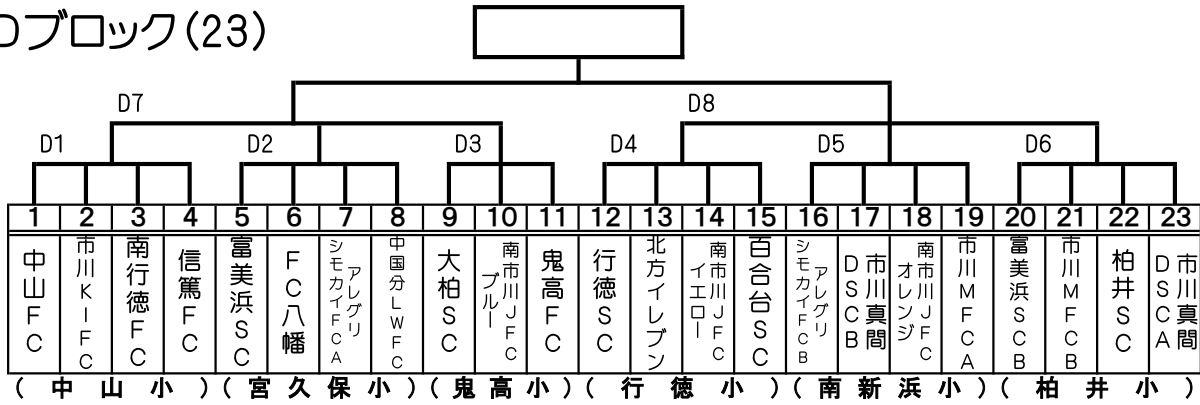 Dブロック(23)
D7 D8
D1 D2 D3 D4 D5 D6
1 2 3 4 5 6 7 8 9 10 11 12 13 14 15 16 17 18 19 20 21 22 23
中山FC
市川KIFC
南行徳FC
信篤FC
富美浜SC
FC八幡
アレグリ
シモカイFCA
中国分LWFC
大柏SC
南市川JFC
ブルー
鬼高FC
行徳SC
北方イレブン
南市川JFC
イエロー
百合台SC
アレグリ
シモカイFCB
市川真間
DSCB
南市川JFC
オレンジ
市川MFCA
富美浜SCB
市川MFCB
柏井SC
市川真間
DSCA
(中山小)(宮久保小)(鬼高小)(行徳小)(南新浜小)(柏井小)